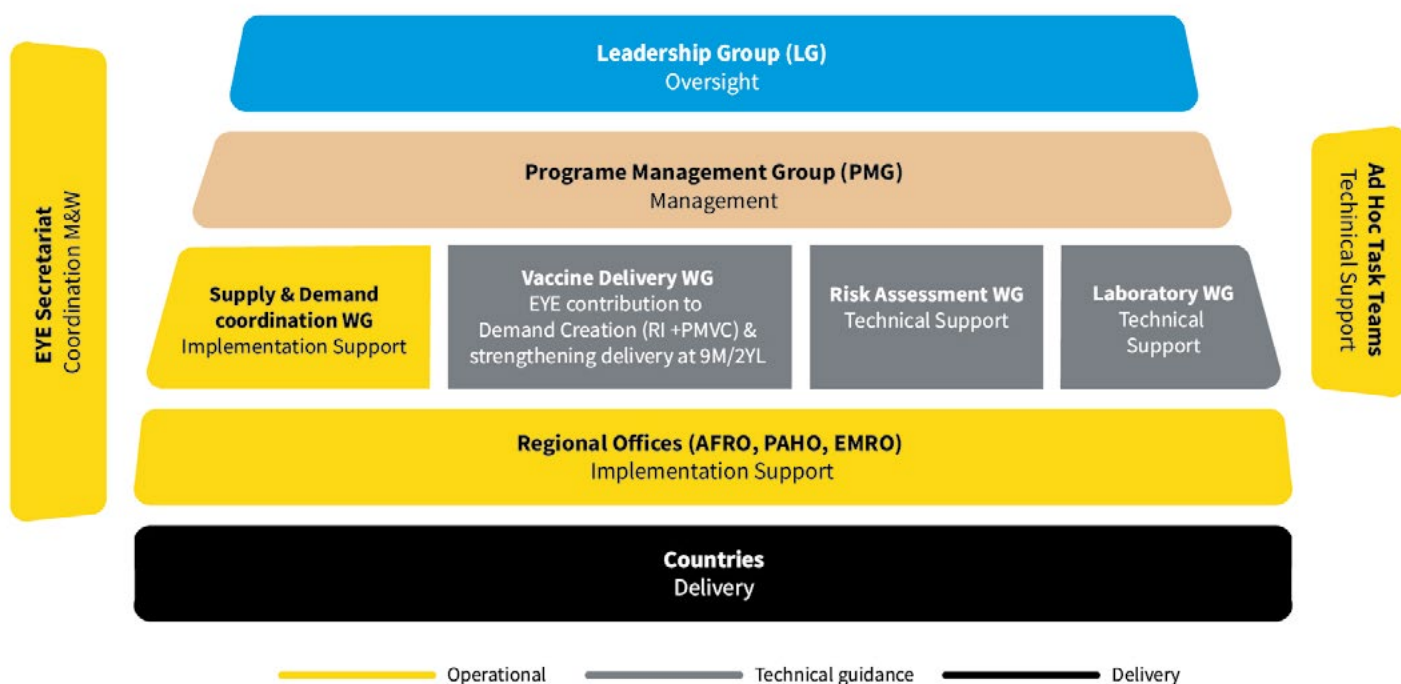 Leadership Group (LG)
Oversight
Programe Management Group (PMG)
Management
EYE Secretariat
Coordination M&W
Ad Hoc Task Teams
Techinical Support
Supply & Demand
coordination WG
Implementation Support
Vaccine Delivery WG
EYE contribution to
Demand Creation (RI +PMVC) &
strengthening delivery at 9M/2YL
Risk Assessment WG
Technical Support
Laboratory WG
Technical
Support
Regional Offices (AFRO, PAHO, EMRO)
Implementation Support
Countries
Delivery
Operational
Technical guidance
Delivery